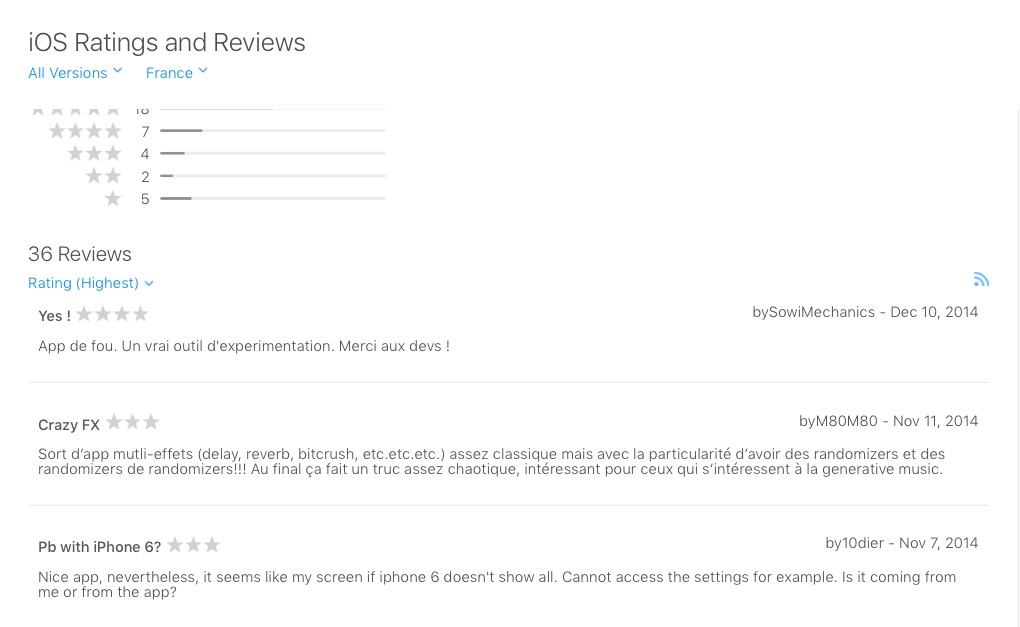 iOS Ratings and Reviews
All Versions France
18
7
4
2
5
36 Reviews
Rating (Highest)
Yes ! bySowiMechanics - Dec 10, 2014
App de fou. Un vrai outil d'experimentation. Merci aux devs !
Crazy FX byM80M80 - Nov 11, 2014
Sort d’app mutli-effets (delay, reverb, bitcrush, etc.etc.etc.) assez classique mais avec la particularité d’avoir des randomizers et des
randomizers de randomizers!!! Au final ça fait un truc assez chaotique, intéressant pour ceux qui s’intéressent à la generative music.
Pb with iPhone 6? by10dier - Nov 7, 2014
Nice app, nevertheless, it seems like my screen if iphone 6 doesn't show all. Cannot access the settings for example. Is it coming from
me or from the app?